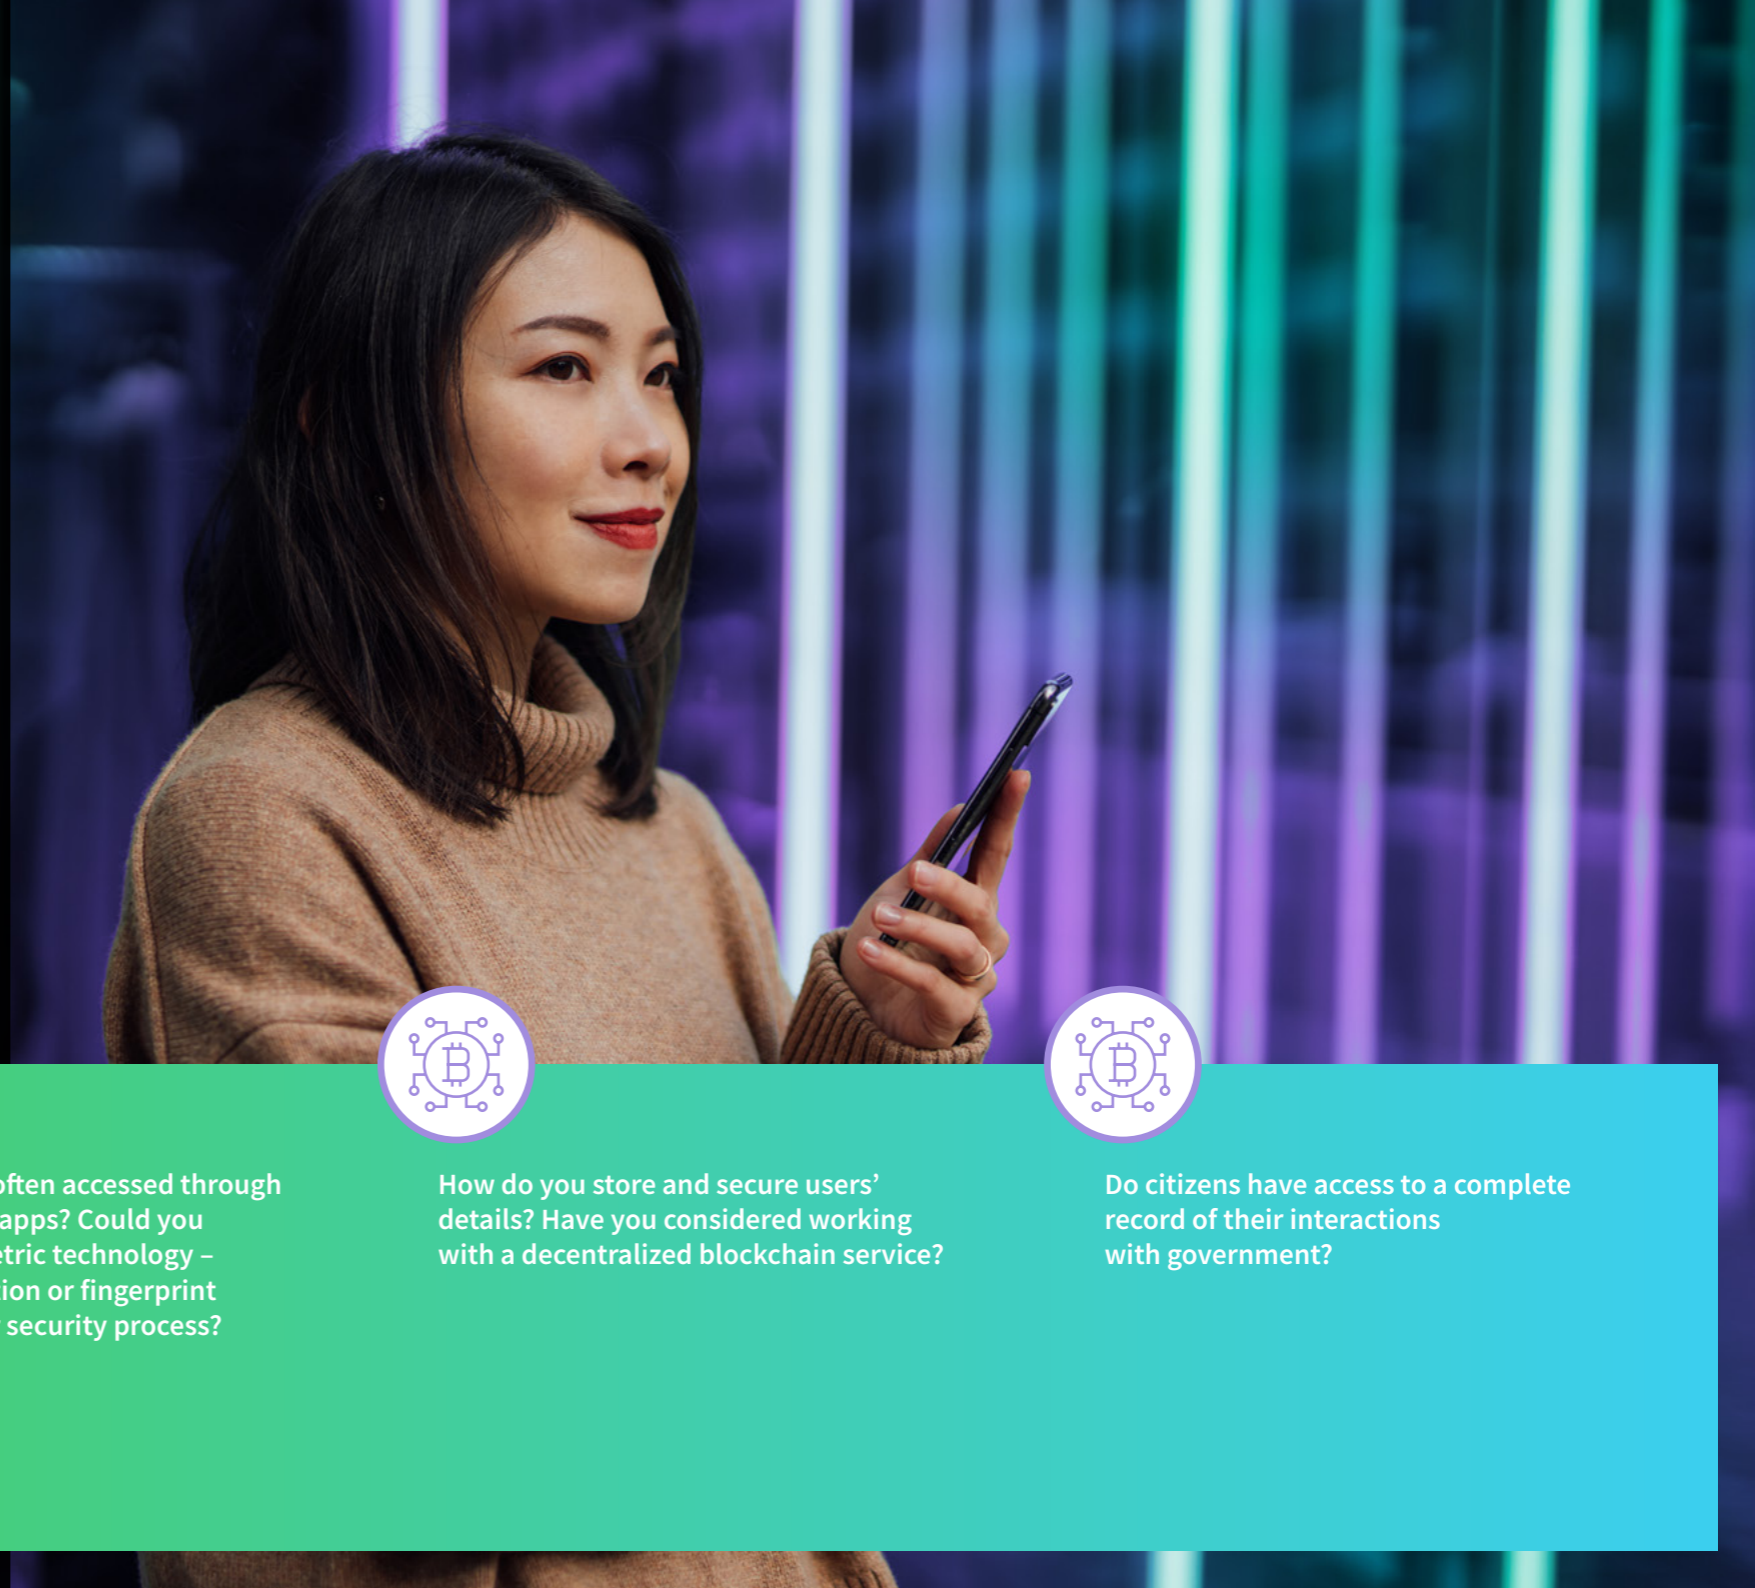 often accessed through
apps? Could you
technology –
or fingerprint
security process?
How do you store and secure users’
details? Have you considered working
with a decentralized blockchain service?
Do citizens have access to a complete
record of their interactions
with government?